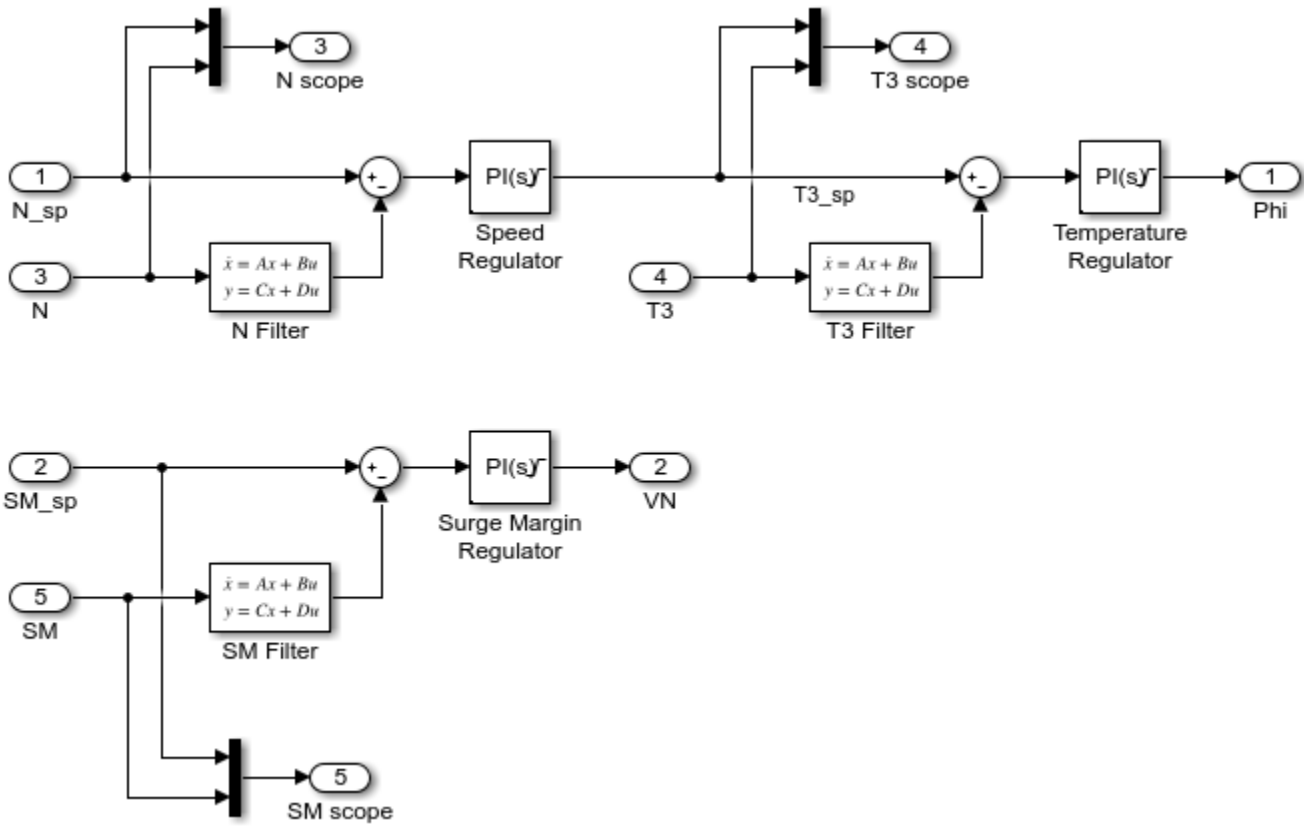 3
N scope
4
T3 scope
1
N_sp
+
-
PI(s)
Speed
Regulator
T3_sp
+
-
PI(s)
Temperature
Regulator
1
Phi
3
N
ẋ = Ax + Bu
y = Cx + Du
N Filter
4
T3
ẋ = Ax + Bu
y = Cx + Du
T3 Filter
2
SM_sp
+
-
PI(s)
Surge Margin
Regulator
2
VN
5
SM
ẋ = Ax + Bu
y = Cx + Du
SM Filter
5
SM scope